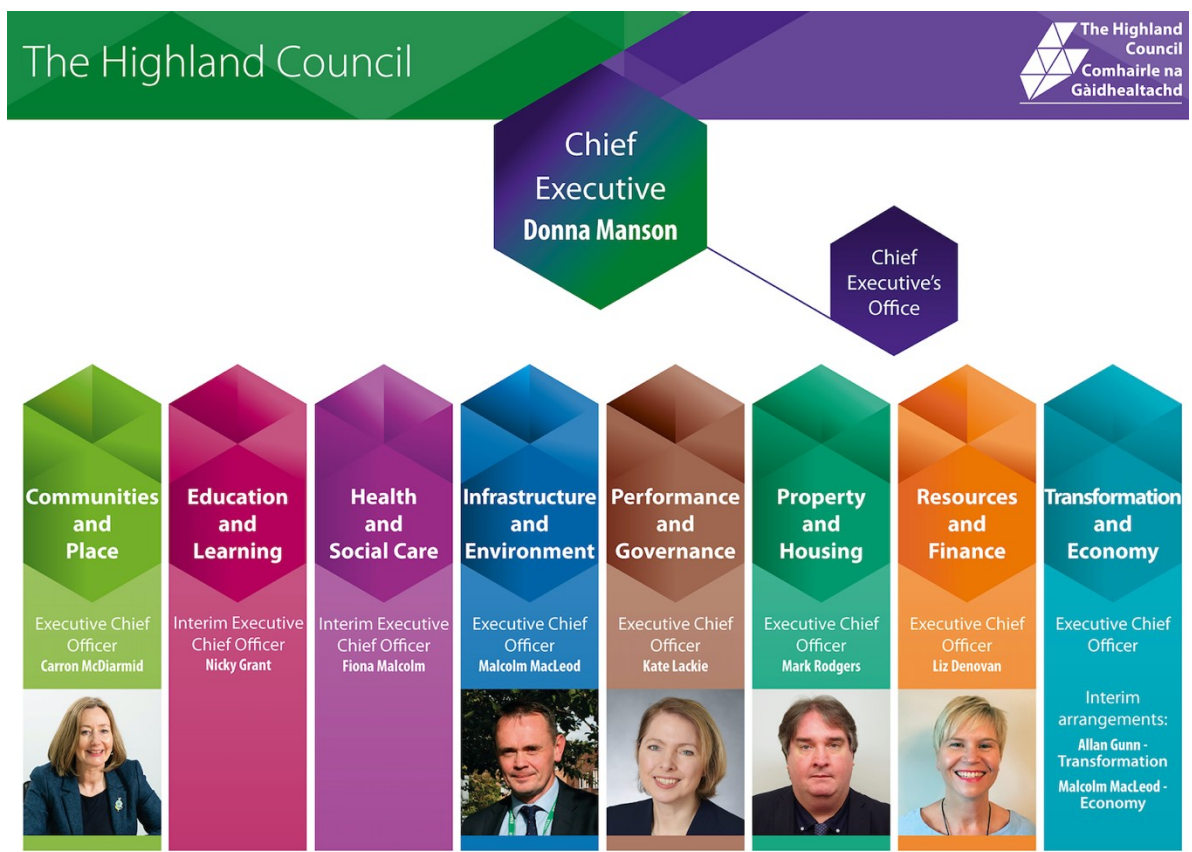 The Highland Council
The Highland
Council
Comhairle na
Gàidhealtachd
Chief
Executive
Donna Manson
Chief
Executive's
Office
Communities
and
Place
Executive Chief
Officer
Carron McDiarmid
Education
and
Learning
Interim Executive
Chief Officer
Nicky Grant
Health
and
Social Care
Interim Executive
Chief Officer
Fiona Malcolm
Infrastructure
and
Environment
Executive Chief
Officer
Malcolm MacLeod
Performance
and
Governance
Executive Chief
Officer
Kate Lackie
Property
and
Housing
Executive Chief
Officer
Mark Rodgers
Resources
and
Finance
Executive Chief
Officer
Liz Denovan
Transformation
and
Economy
Executive Chief
Officer
Interim
arrangements:
Allan Gunn -
Transformation
Malcolm MacLeod -
Economy